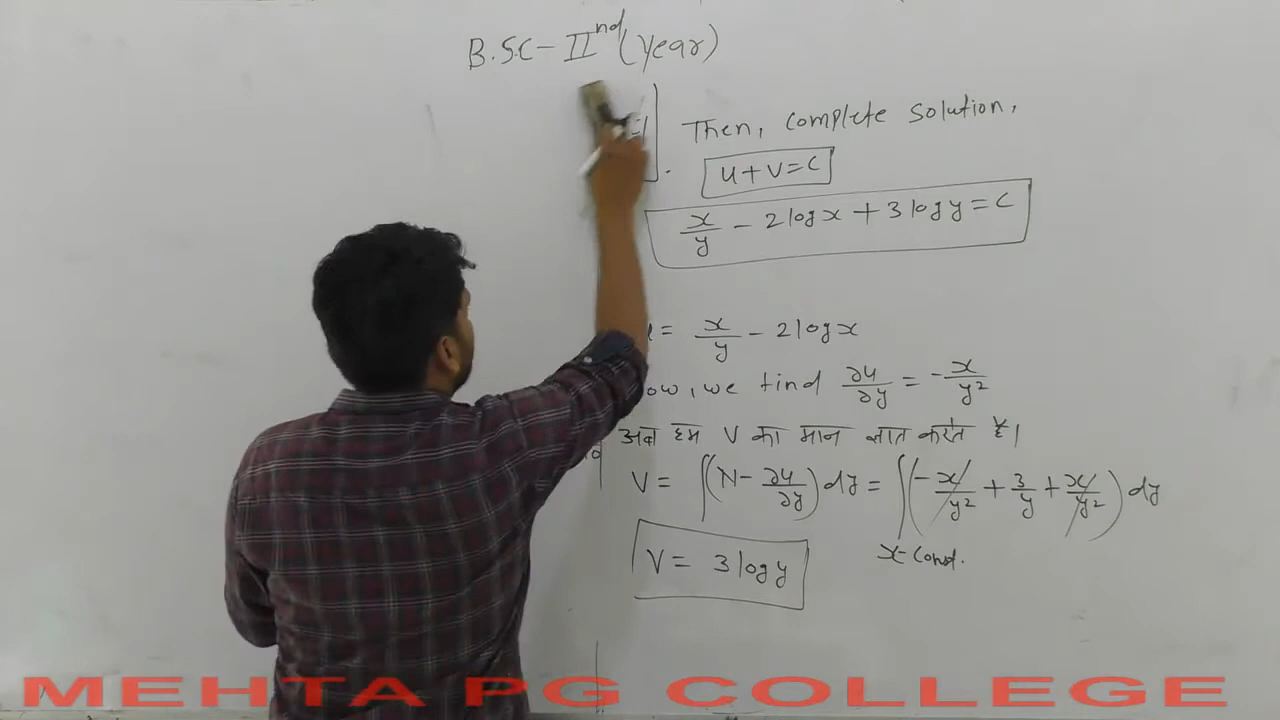 B.SC - IInd (year)
Then, complete solution,
u + v = c
x/y - 2 log x + 3 log y = c
= x/y - 2 log x
ow, we find ∂u/∂y = -x/y²
अब हम V का मान ज्ञात करते हैं।
V = ∫(N - ∂u/∂y) dy = ∫(-x/y² + 3/y + x/y²) dy
x-Const.
V = 3 log y
MEHTA PG COLLEGE